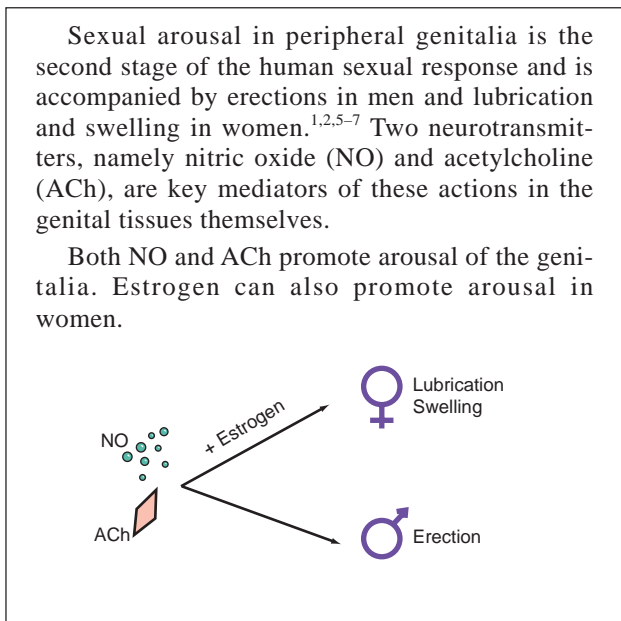 Sexual arousal in peripheral genitalia is the
second stage of the human sexual response and is
accompanied by erections in men and lubrication
and swelling in women.1,2,5–7 Two neurotransmit-
ters, namely nitric oxide (NO) and acetylcholine
(ACh), are key mediators of these actions in the
genital tissues themselves.
Both NO and ACh promote arousal of the geni-
talia. Estrogen can also promote arousal in
women.
NO
+ Estrogen
Lubrication
Swelling
ACh
Erection